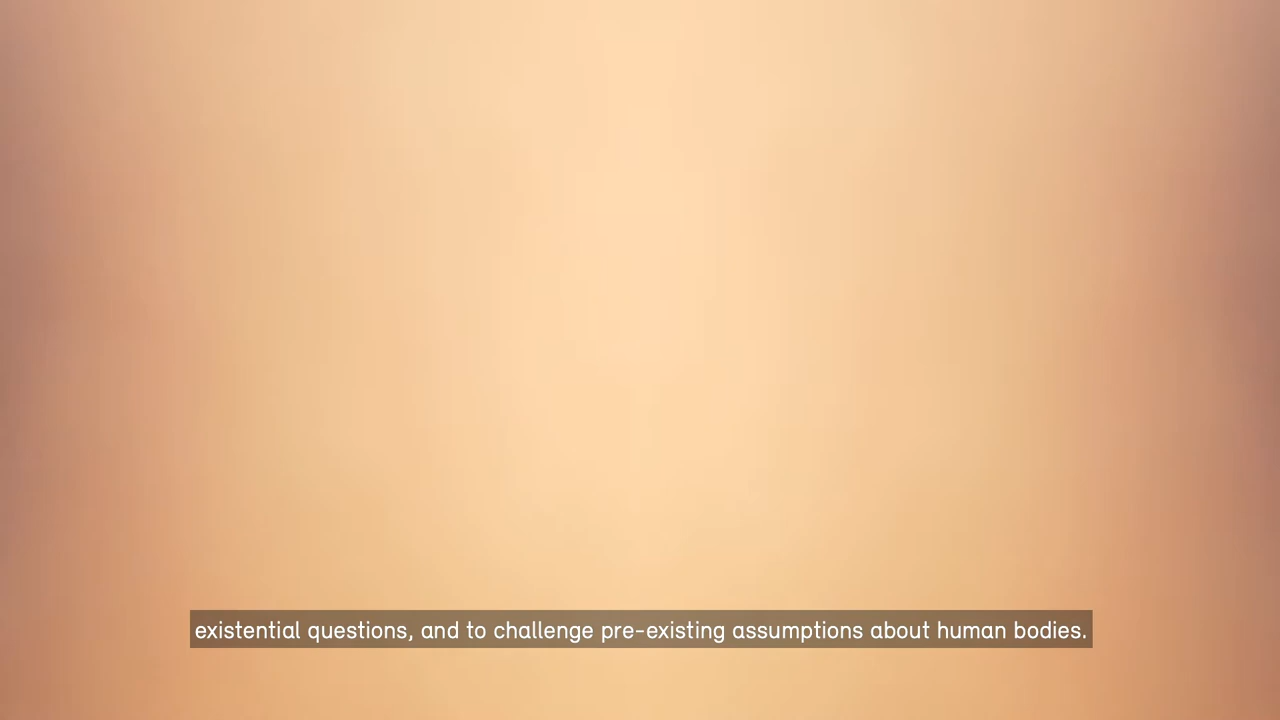 existential questions, and to challenge pre-existing assumptions about human bodies.